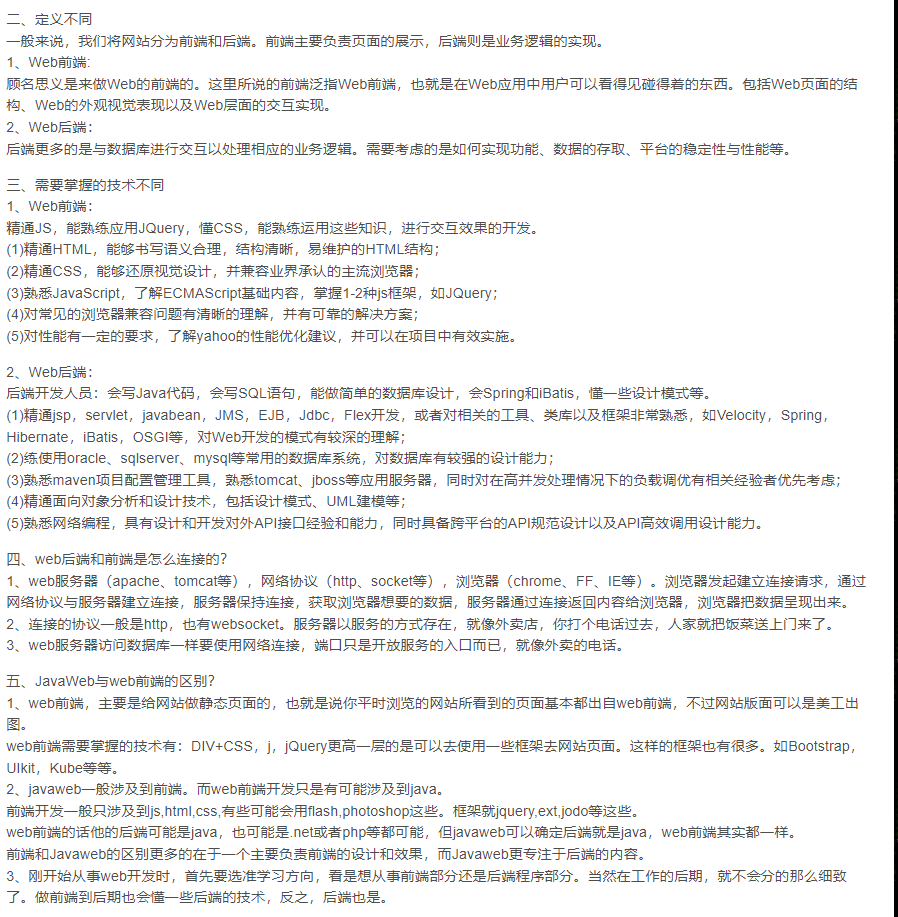 二、定义不同
一般来说，我们将网站分为前端和后端。前端主要负责页面的展示，后端则是业务逻辑的实现。
1、Web前端:
顾名思义是来做Web的前端的。这里所说的前端泛指Web前端，也就是在Web应用中用户可以看得见碰得着的东西。包括Web页面的结
构、Web的外观视觉表现以及Web层面的交互实现。
2、Web后端：
后端更多的是与数据库进行交互以处理相应的业务逻辑。需要考虑的是如何实现功能、数据的存取、平台的稳定性与性能等。
三、需要掌握的技术不同
1、Web前端：
精通JS，能熟练应用JQuery，懂CSS，能熟练运用这些知识，进行交互效果的开发。
(1)精通HTML，能够书写语义合理，结构清晰，易维护的HTML结构；
(2)精通CSS，能够还原视觉设计，并兼容业界承认的主流浏览器；
(3)熟悉JavaScript，了解ECMAScript基础内容，掌握1-2种js框架，如JQuery；
(4)对常见的浏览器兼容问题有清晰的理解，并有可靠的解决方案；
(5)对性能有一定的要求，了解yahoo的性能优化建议，并可以在项目中有效实施。
2、Web后端：
后端开发人员：会写Java代码，会写SQL语句，能做简单的数据库设计，会Spring和iBatis，懂一些设计模式等。
(1)精通jsp，servlet，javabean，JMS，EJB，Jdbc，Flex开发，或者对相关的工具、类库以及框架非常熟悉，如Velocity，Spring，
Hibernate，iBatis，OSGI等，对Web开发的模式有较深的理解；
(2)练使用oracle、sqlserver、mysql等常用的数据库系统，对数据库有较强的设计能力；
(3)熟悉maven项目配置管理工具，熟悉tomcat、jboss等应用服务器，同时对在高并发处理情况下的负载调优有相关经验者优先考虑；
(4)精通面向对象分析和设计技术，包括设计模式、UML建模等；
(5)熟悉网络编程，具有设计和开发对外API接口经验和能力，同时具备跨平台的API规范设计以及API高效调用设计能力。
四、web后端和前端是怎么连接的？
1、web服务器（apache、tomcat等），网络协议（http、socket等），浏览器（chrome、FF、IE等）。浏览器发起建立连接请求，通过
网络协议与服务器建立连接，服务器保持连接，获取浏览器想要的数据，服务器通过连接返回内容给浏览器，浏览器把数据呈现出来。
2、连接的协议一般是http，也有websocket。服务器以服务的方式存在，就像外卖店，你打个电话过去，人家就把饭菜送上门来了。
3、web服务器访问数据库一样要使用网络连接，端口只是开放服务的入口而已，就像外卖的电话。
五、JavaWeb与web前端的区别？
1、web前端，主要是给网站做静态页面的，也就是说你平时浏览的网站所看到的页面基本都出自web前端，不过网站版面可以是美工出
图。
web前端需要掌握的技术有：DIV+CSS，j，jQuery更高一层的是可以去使用一些框架去网站页面。这样的框架也有很多。如Bootstrap，
UIkit，Kube等等。
2、javaweb一般涉及到前端。而web前端开发只是有可能涉及到java。
前端开发一般只涉及到js,html,css,有些可能会用flash,photoshop这些。框架就jquery,ext,jodo等这些。
web前端的话他的后端可能是java，也可能是.net或者php等都可能，但javaweb可以确定后端就是java，web前端其实都一样。
前端和Javaweb的区别更多的在于一个主要负责前端的设计和效果，而Javaweb更专注于后端的内容。
3、刚开始从事web开发时，首先要选准学习方向，看是想从事前端部分还是后端程序部分。当然在工作的后期，就不会分的那么细致
了。做前端到后期也会懂一些后端的技术，反之，后端也是。